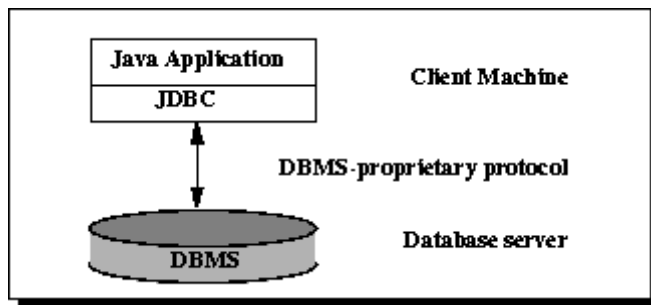 Java Application
Client Machine
JDBC
DBMS-proprietary protocol
Database server
DBMS